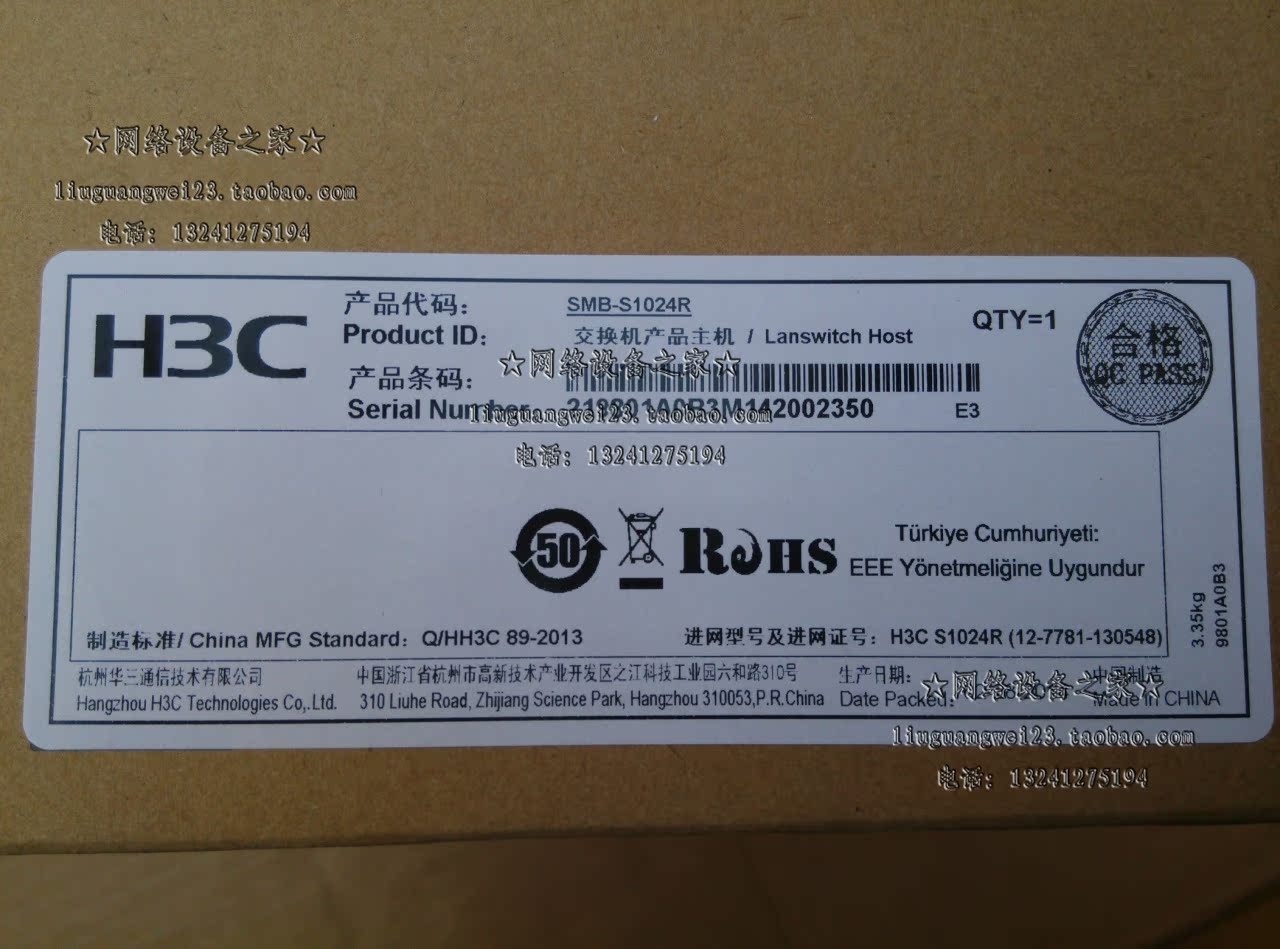 ☆网络设备之家☆
liuguangwei23.taobao.com
电话：13241275194
H3C
产品代码：
SMB-S1024R
Product ID：
交换机产品主机 / Lanswitch Host
QTY=1
合格
QC PASS
产品条码：
☆网络设备之家☆
Serial Number
219801A0B3M142002350
E3
liuguangwei23.taobao.com
电话：13241275194
50
RoHS
Türkiye Cumhuriyeti:
EEE Yönetmeliğine Uygundur
3.35kg
9801A0B3
制造标准/ China MFG Standard：Q/HH3C 89-2013
进网型号及进网证号：H3C S1024R (12-7781-130548)
杭州华三通信技术有限公司
Hangzhou H3C Technologies Co,.Ltd.
中国浙江省杭州市高新技术产业开发区之江科技工业园六和路310号
310 Liuhe Road, Zhijiang Science Park, Hangzhou 310053,P.R.China
生产日期：
Date Packed：
中国制造
Made in CHINA
☆网络设备之家☆
liuguangwei23.taobao.com
电话：13241275194